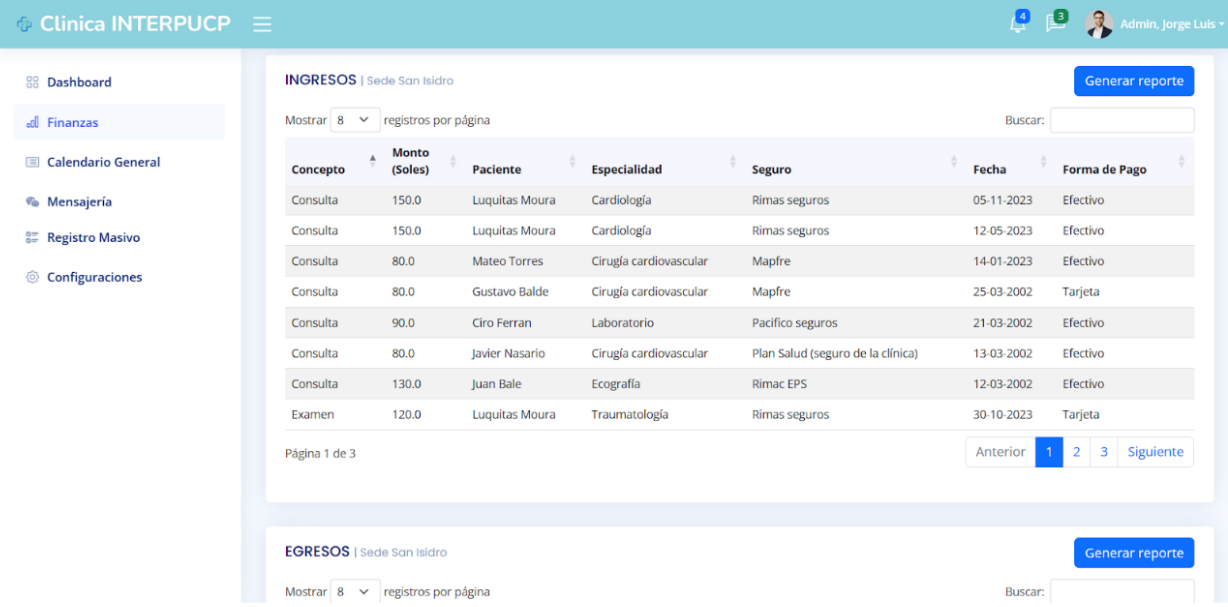 Clinica INTERPUCP
4
3
Admin, Jorge Luis
Dashboard
Finanzas
Calendario General
Mensajería
Registro Masivo
Configuraciones
INGRESOS | Sede San Isidro
Generar reporte
Mostrar 8 registros por página
Buscar:
Concepto Monto (Soles) Paciente Especialidad Seguro Fecha Forma de Pago
Consulta 150.0 Luquitas Moura Cardiología Rimas seguros 05-11-2023 Efectivo
Consulta 150.0 Luquitas Moura Cardiología Rimas seguros 12-05-2023 Efectivo
Consulta 80.0 Mateo Torres Cirugía cardiovascular Mapfre 14-01-2023 Efectivo
Consulta 80.0 Gustavo Balde Cirugía cardiovascular Mapfre 25-03-2002 Tarjeta
Consulta 90.0 Ciro Ferran Laboratorio Pacifico seguros 21-03-2002 Efectivo
Consulta 80.0 Javier Nasario Cirugía cardiovascular Plan Salud (seguro de la clínica) 13-03-2002 Efectivo
Consulta 130.0 Juan Bale Ecografía Rimac EPS 12-03-2002 Efectivo
Examen 120.0 Luquitas Moura Traumatología Rimas seguros 30-10-2023 Tarjeta
Página 1 de 3
Anterior 1 2 3 Siguiente
EGRESOS | Sede San Isidro
Generar reporte
Mostrar 8 registros por página
Buscar: